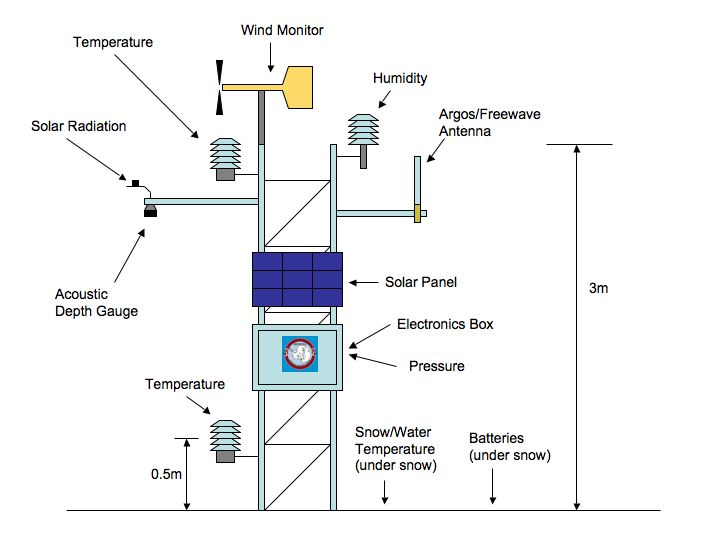 Wind Monitor
Temperature
Humidity
Argos/Freewave
Antenna
Solar Radiation
Solar Panel
3m
Acoustic
Depth Gauge
Electronics Box
Pressure
Temperature
Snow/Water
Temperature
(under snow)
Batteries
(under snow)
0.5m